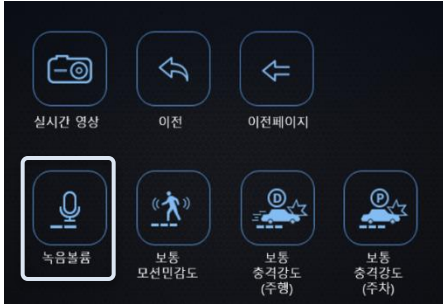 실시간 영상 이전 이전페이지
녹음볼륨 보통 보통 보통
모션민감도 충격강도 충격강도
(주행) (주차)
D P